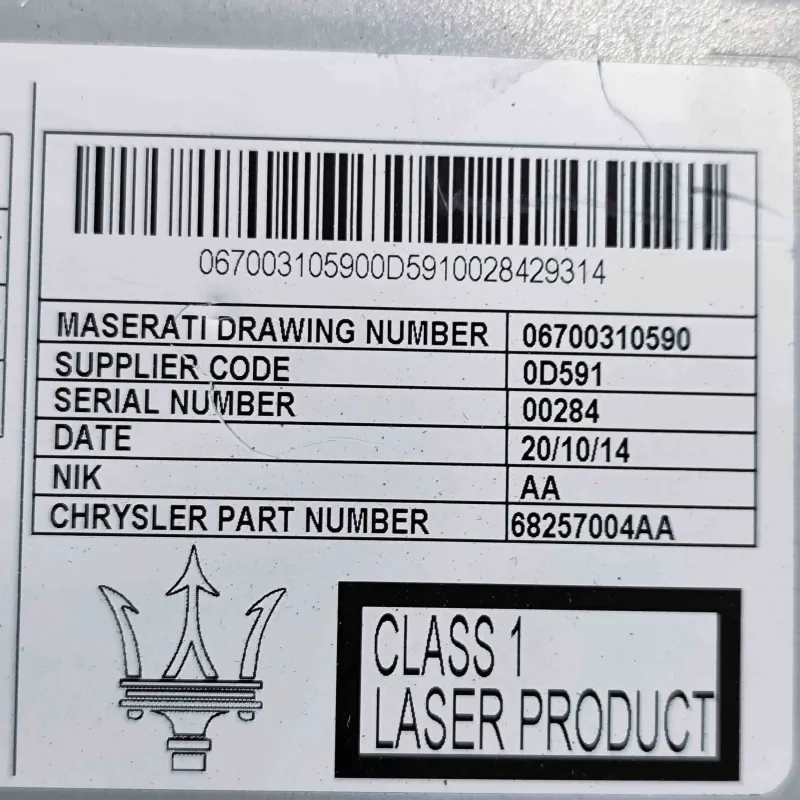 067003105900D5910028429314
MASERATI DRAWING NUMBER 06700310590
SUPPLIER CODE 0D591
SERIAL NUMBER 00284
DATE 20/10/14
NIK AA
CHRYSLER PART NUMBER 68257004AA
CLASS 1
LASER PRODUCT